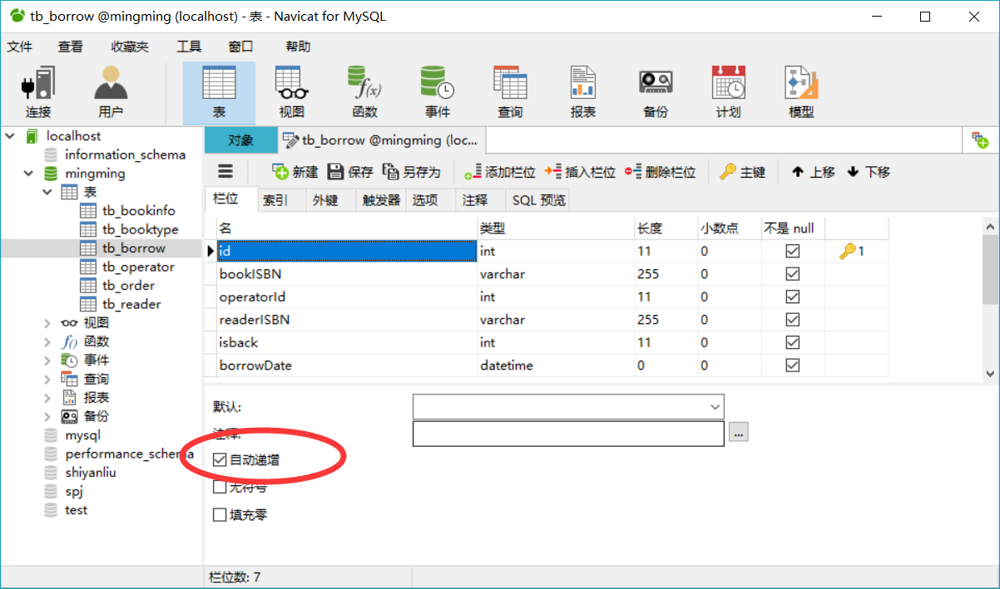 tb_borrow @mingming (localhost) - 表 - Navicat for MySQL
文件 查看 收藏夹 工具 窗口 帮助
连接 用户 表 视图 函数 事件 查询 报表 备份 计划 模型
localhost
information_schema
mingming
表
tb_bookinfo
tb_booktype
tb_borrow
tb_operator
tb_order
tb_reader
视图
函数
事件
查询
报表
备份
mysql
performance_schema
shiyanliu
spj
test
对象 tb_borrow @mingming (loc...
新建 保存 另存为 添加栏位 插入栏位 删除栏位 主键 上移 下移
栏位 索引 外键 触发器 选项 注释 SQL 预览
名 类型 长度 小数点 不是 null
id int 11 0 1
bookISBN varchar 255 0
operatorId int 11 0
readerISBN varchar 255 0
isback int 11 0
borrowDate datetime 0 0
默认:
注释:
...
自动递增
无符号
填充零
栏位数: 7